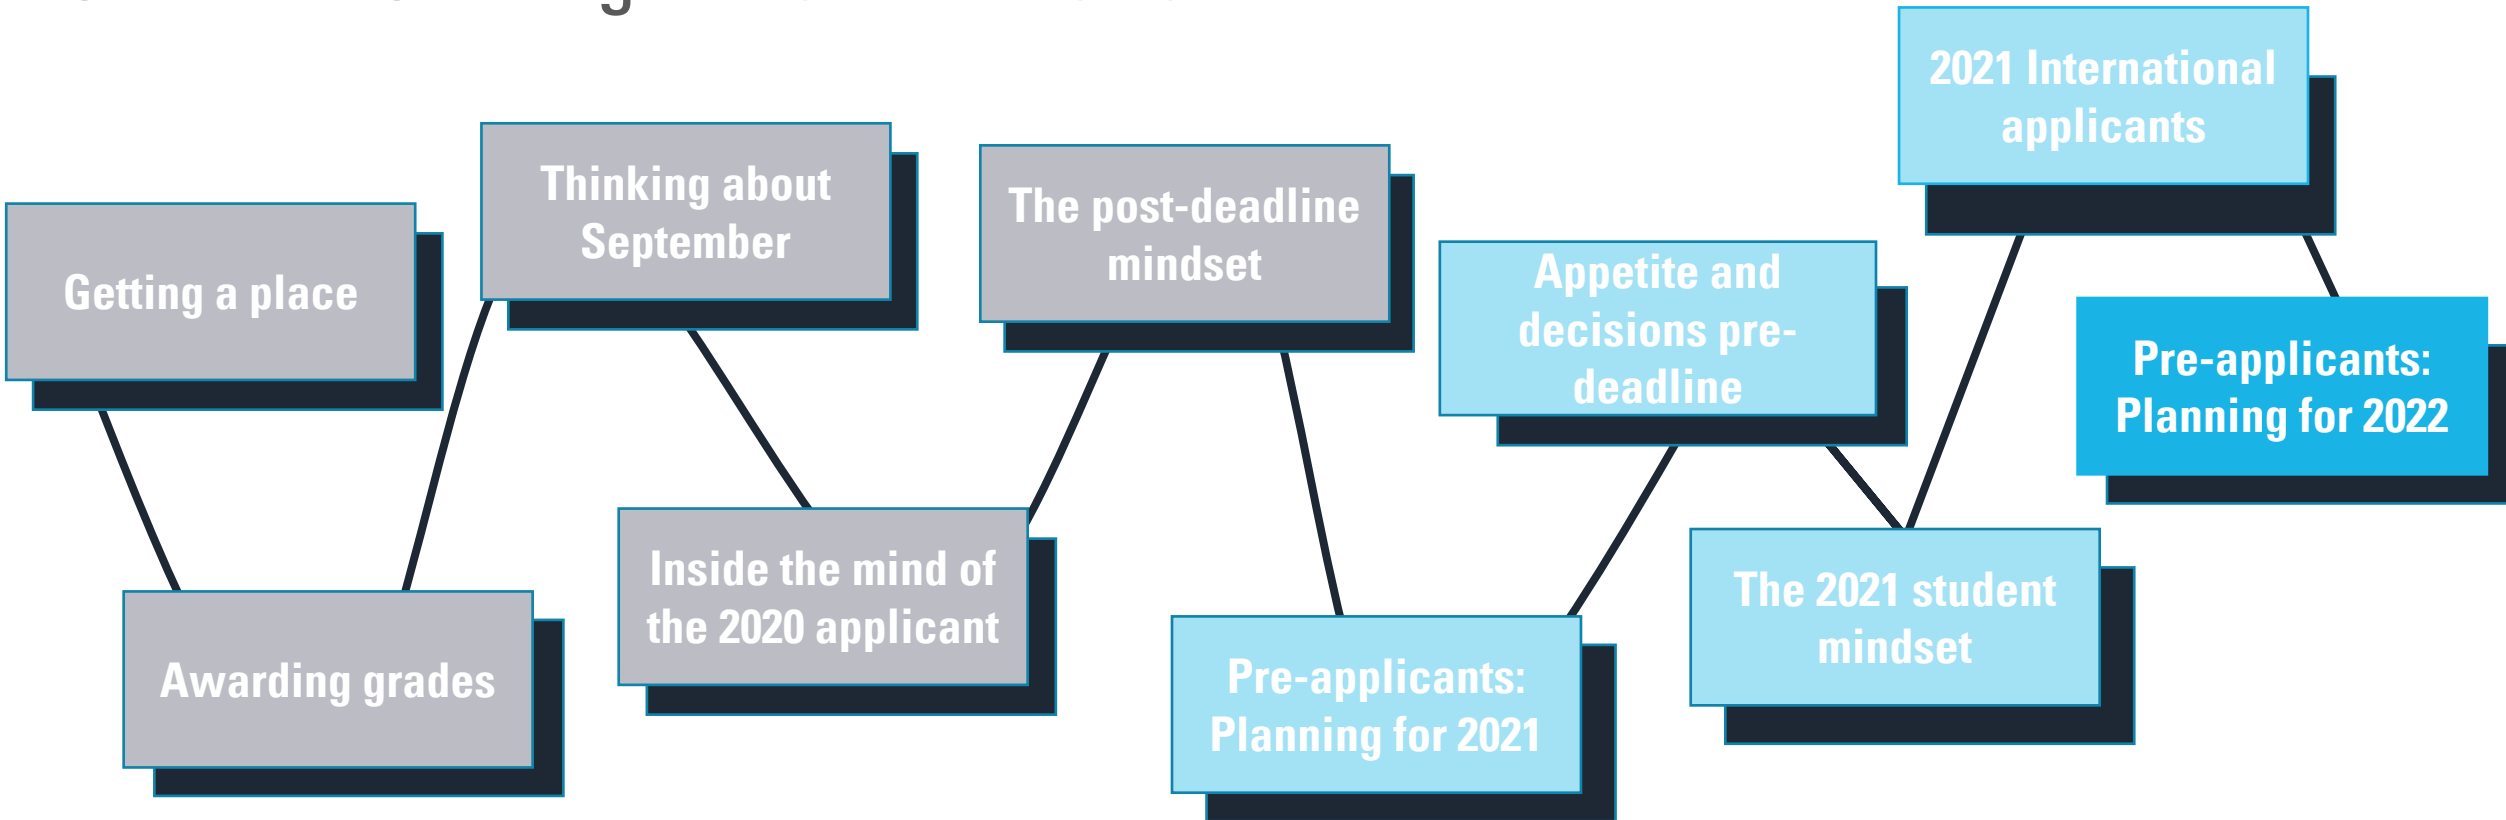 Getting a place
Awarding grades
Thinking about
September
Inside the mind of
the 2020 applicant
The post-deadline
mindset
Pre-applicants:
Planning for 2021
Appetite and
decisions pre-
deadline
The 2021 student
mindset
2021 International
applicants
Pre-applicants:
Planning for 2022